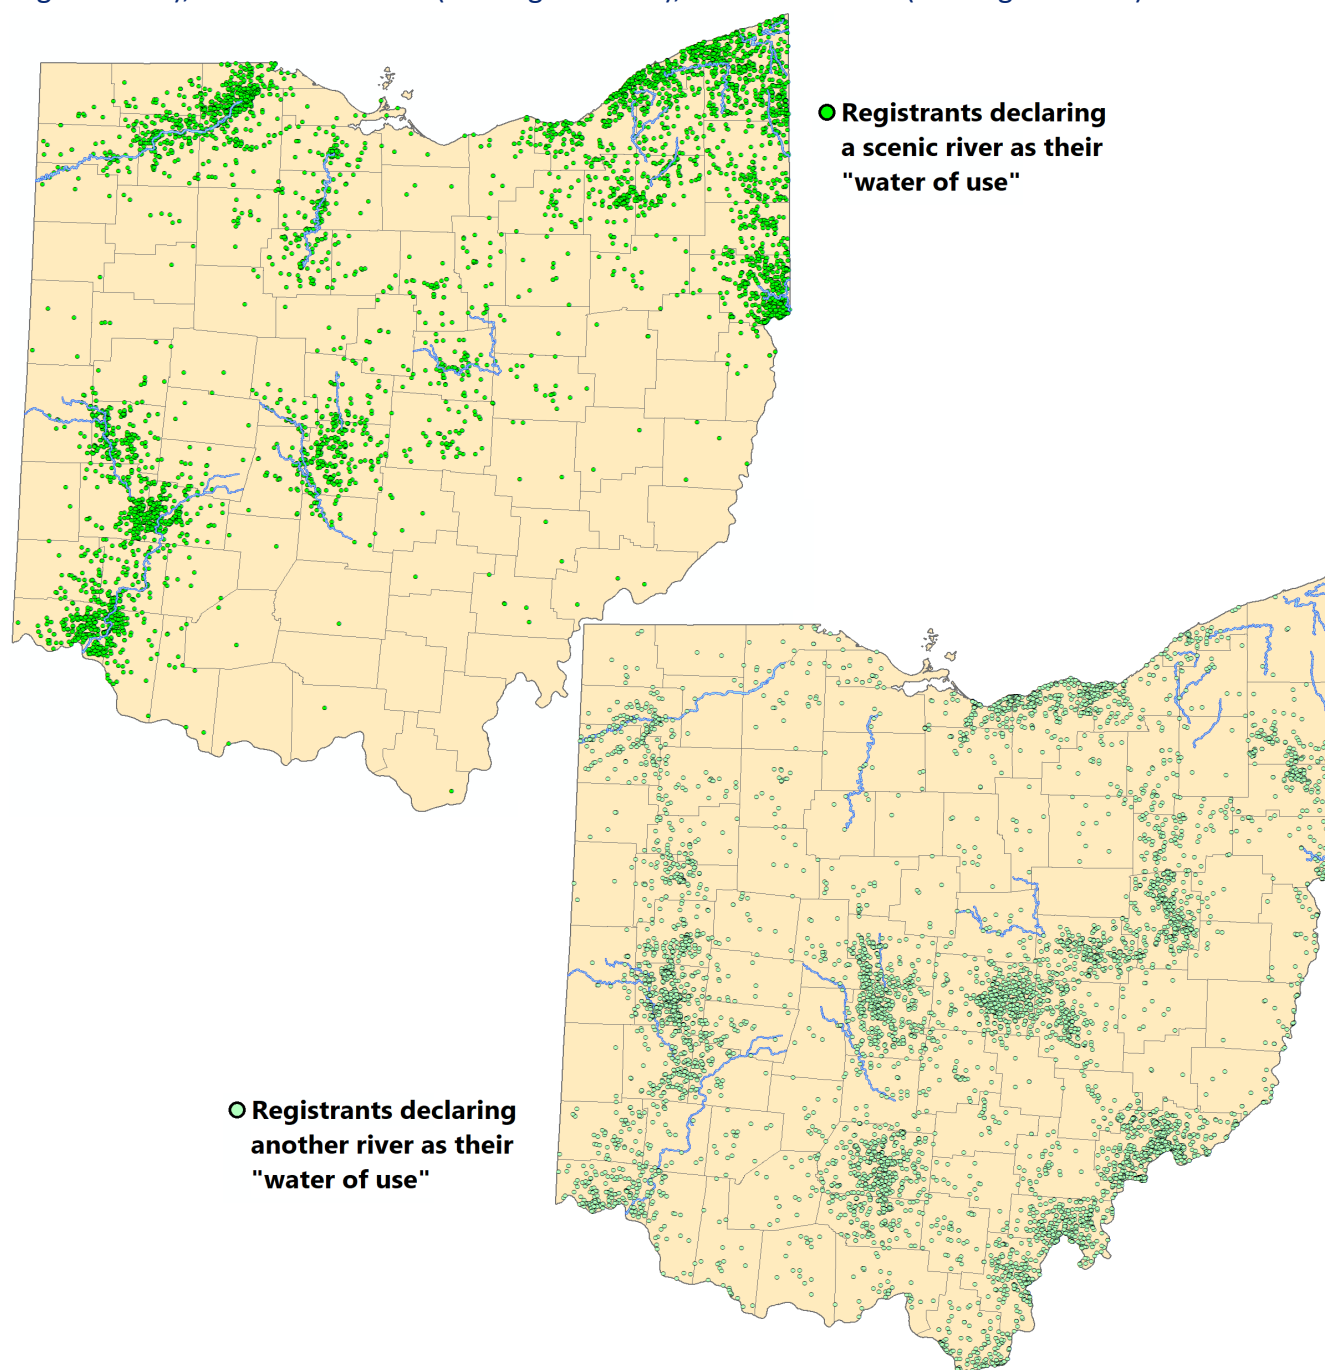 Registrants declaring
a scenic river as their
"water of use"
Registrants declaring
another river as their
"water of use"